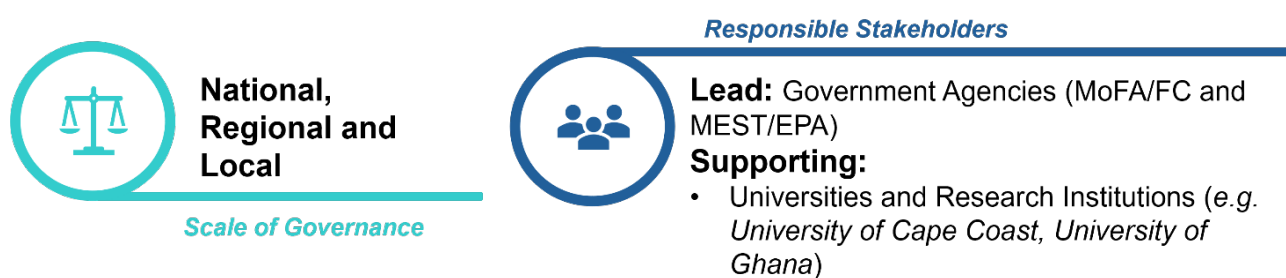 National,
Regional and
Local
Scale of Governance
Responsible Stakeholders
Lead: Government Agencies (MoFA/FC and
MEST/EPA)
Supporting:
• Universities and Research Institutions (e.g.
University of Cape Coast, University of
Ghana)